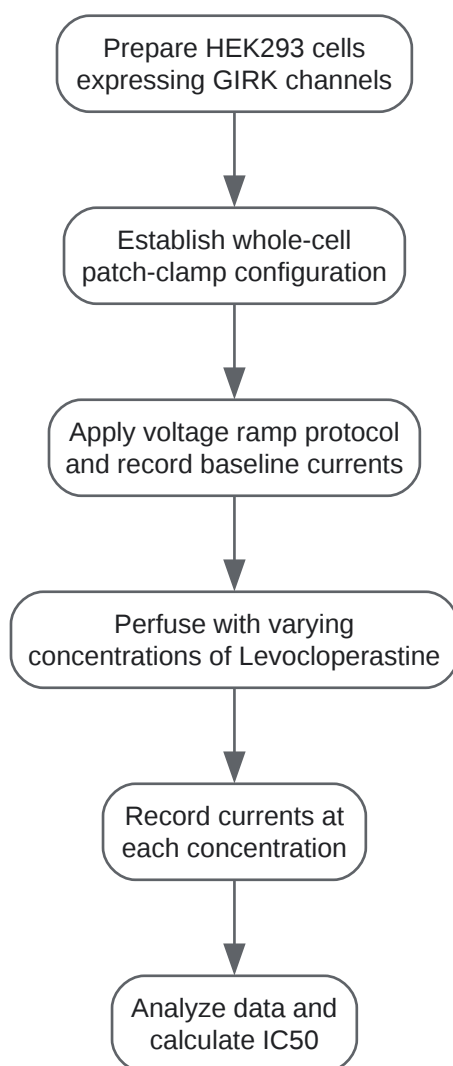 Prepare HEK293 cells
expressing GIRK channels
Establish whole-cell
patch-clamp configuration
Apply voltage ramp protocol
and record baseline currents
Perfuse with varying
concentrations of Levocloperastine
Record currents at
each concentration
Analyze data and
calculate IC50